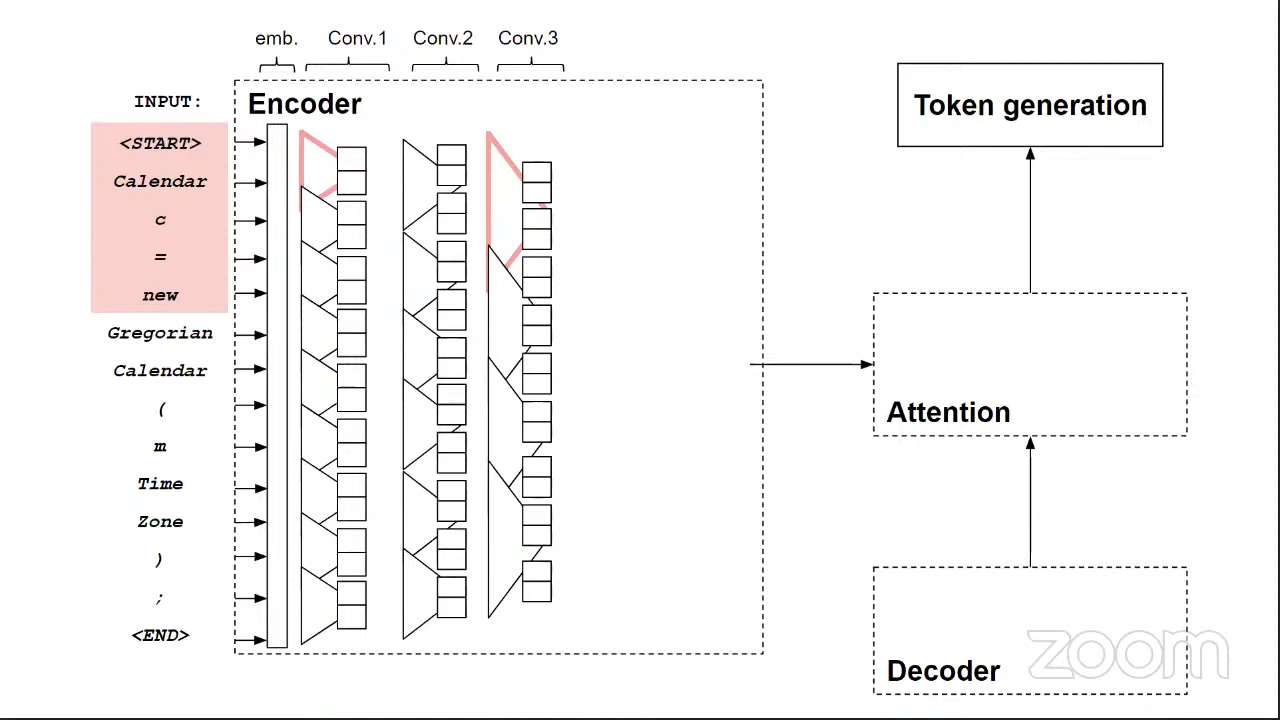 emb. Conv.1 Conv.2 Conv.3
INPUT:
Encoder
<START>
Calendar
c
=
new
Gregorian
Calendar
(
m
Time
Zone
)
;
<END>
Token generation
Attention
Decoder
zoom